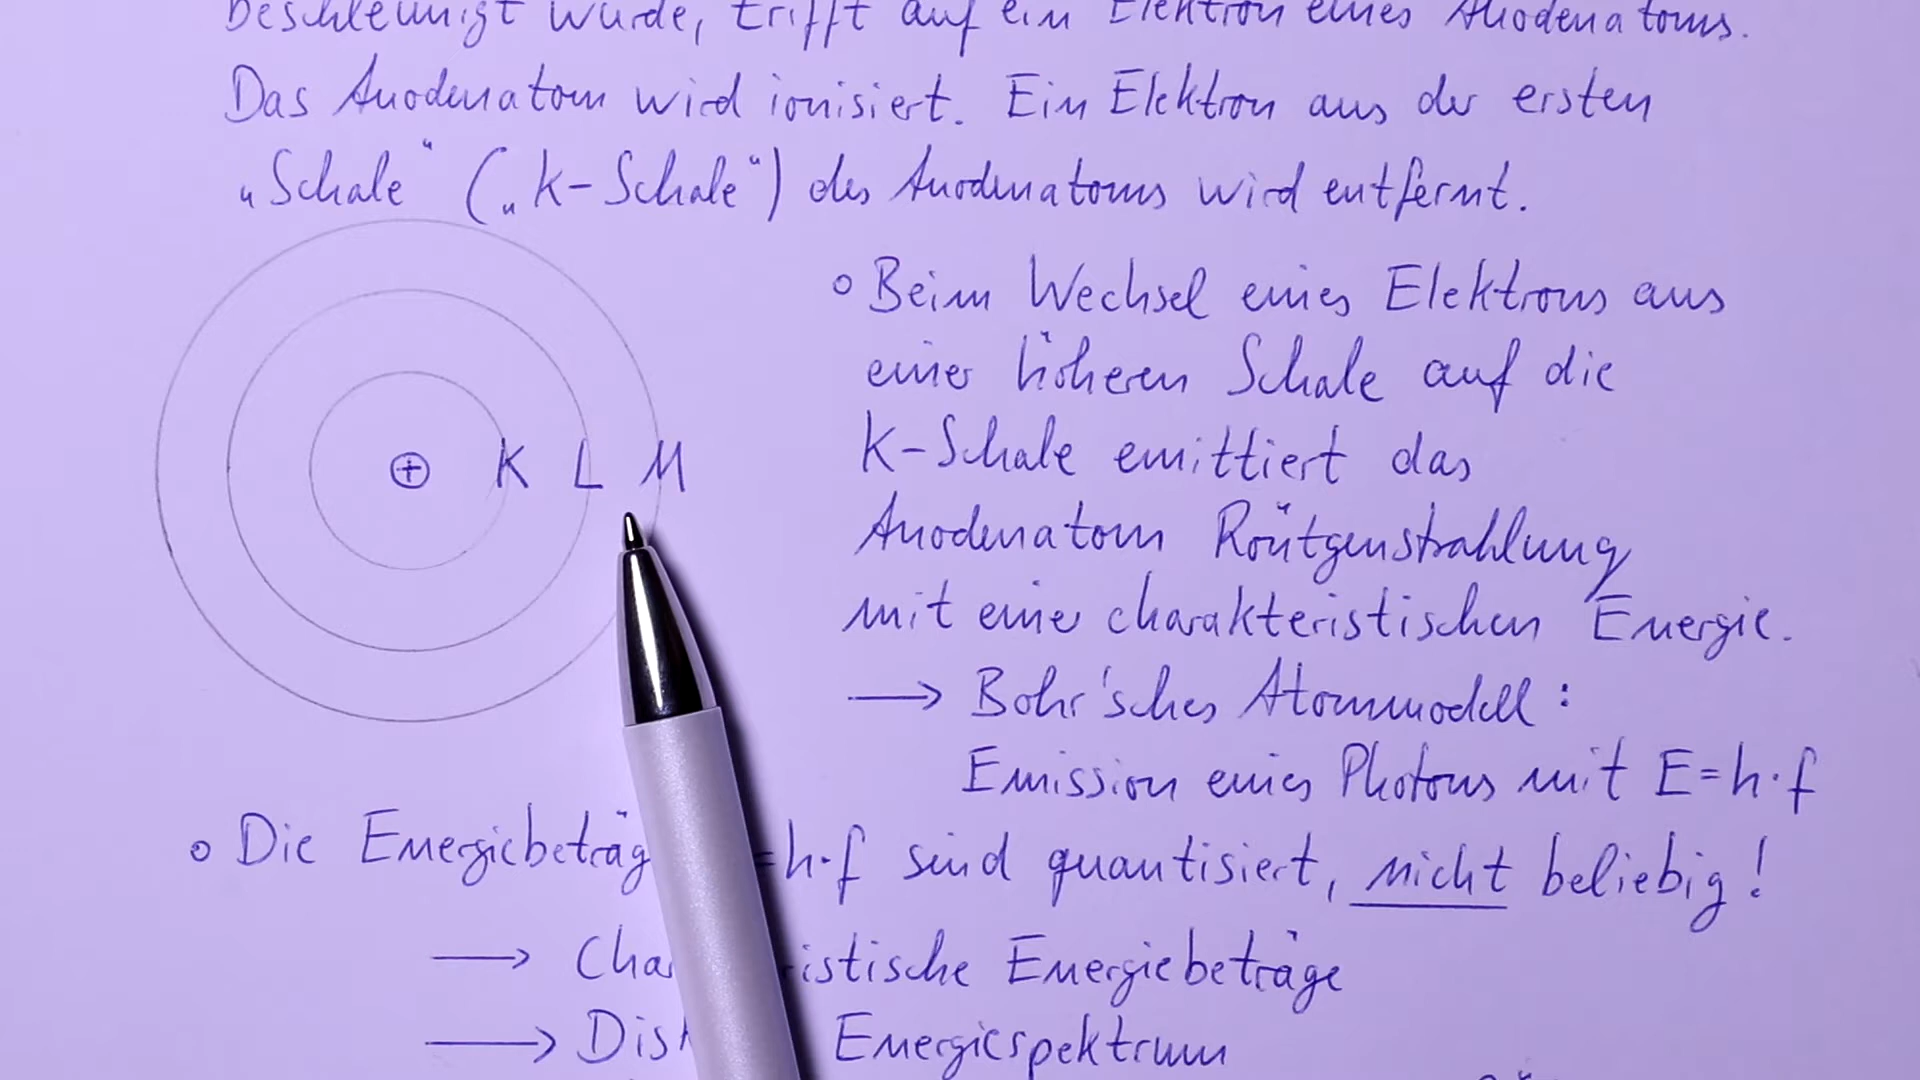 Beschleunigt wurde, trifft auf ein Elektron eines Anodenatoms.
Das Anodenatom wird ionisiert. Ein Elektron aus der ersten
„Schale“ („K-Schale“) des Anodenatoms wird entfernt.
+ K L M
o Beim Wechsel eines Elektrons aus
einer höheren Schale auf die
K-Schale emittiert das
Anodenatom Röntgenstrahlung
mit einer charakteristischen Energie.
→ Bohr'sches Atommodell:
Emission eines Photons mit E=h·f
o Die Energiebeträg =h·f sind quantisiert, nicht beliebig!
→ Cha istische Energiebeträge
→ Disk Energiespektrum